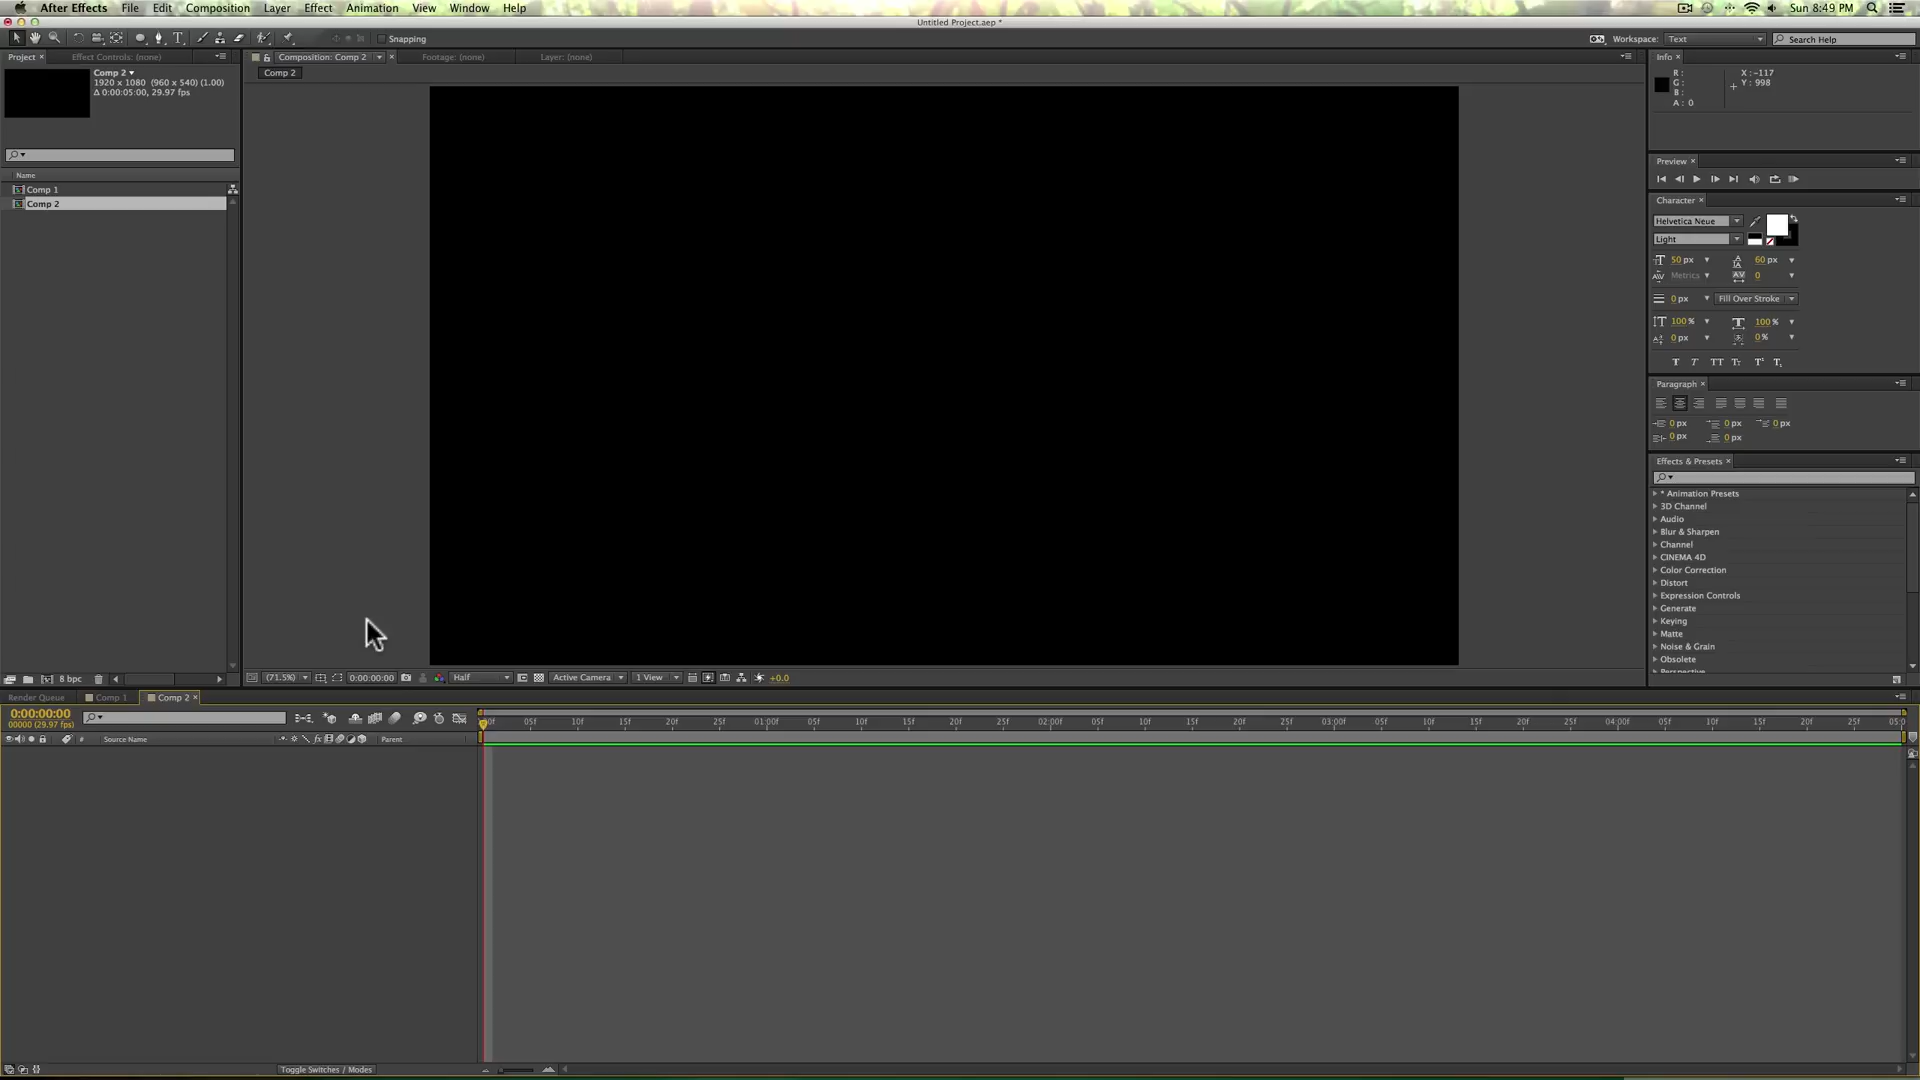 After Effects File Edit Composition Layer Effect Animation View Window Help Sun 8:49 PM
Untitled Project.aep *
Snapping Workspace: Text Search Help
Project Effect Controls: (none) Composition: Comp 2 Footage: (none) Layer: (none) Info
Comp 2
Comp 2
1920 x 1080 (960 x 540) (1.00)
Δ 0:00:05:00, 29.97 fps
R :
G :
B :
A : 0
X : -117
Y : 998
Preview
Name
Comp 1
Comp 2
Character
Helvetica Neue
Light
50 px 60 px
Metrics 0
0 px Fill Over Stroke
100 % 100 %
0 px 0 %
T T TT Tr T¹ T₁
Paragraph
0 px 0 px 0 px
0 px 0 px
Effects & Presets
* Animation Presets
3D Channel
Audio
Blur & Sharpen
Channel
CINEMA 4D
Color Correction
Distort
Expression Controls
Generate
Keying
Matte
Noise & Grain
Obsolete
8 bpc (71.5%) 0:00:00:00 Half Active Camera 1 View +0.0
Render Queue Comp 1 Comp 2
0:00:00:00
00000 (29.97 fps)
05f 10f 15f 20f 25f 01:00f 05f 10f 15f 20f 25f 02:00f 05f 10f 15f 20f 25f 03:00f 05f 10f 15f 20f 25f 04:00f 05f 10f 15f 20f 25f
# Source Name fx Parent
Toggle Switches / Modes